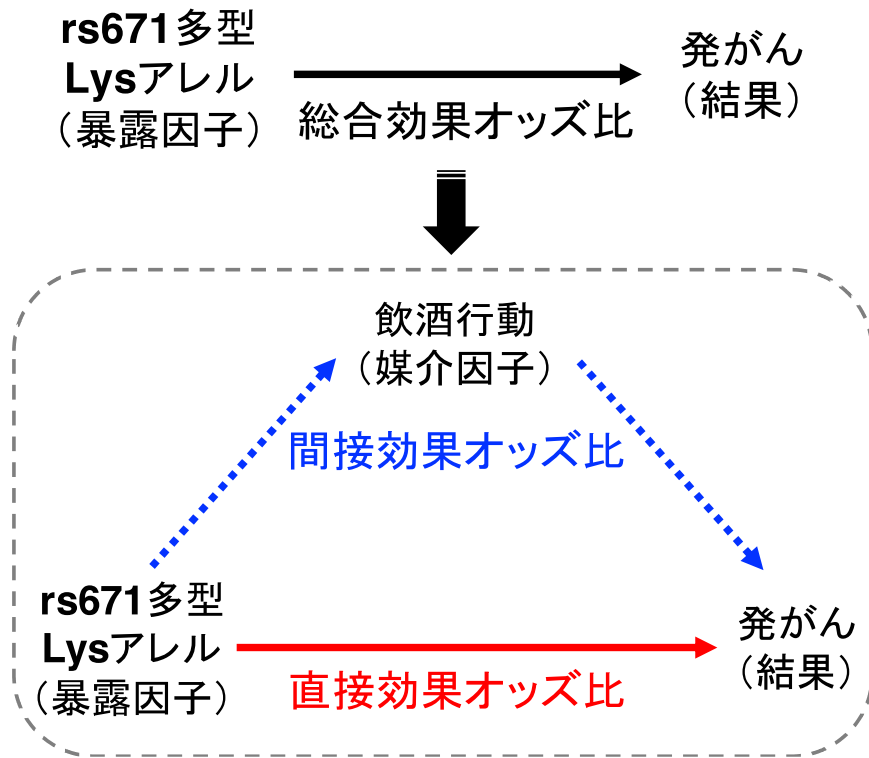 rs671多型
Lysアレル
（暴露因子）
総合効果オッズ比
発がん
（結果）
飲酒行動
（媒介因子）
間接効果オッズ比
rs671多型
Lysアレル
（暴露因子）
直接効果オッズ比
発がん
（結果）